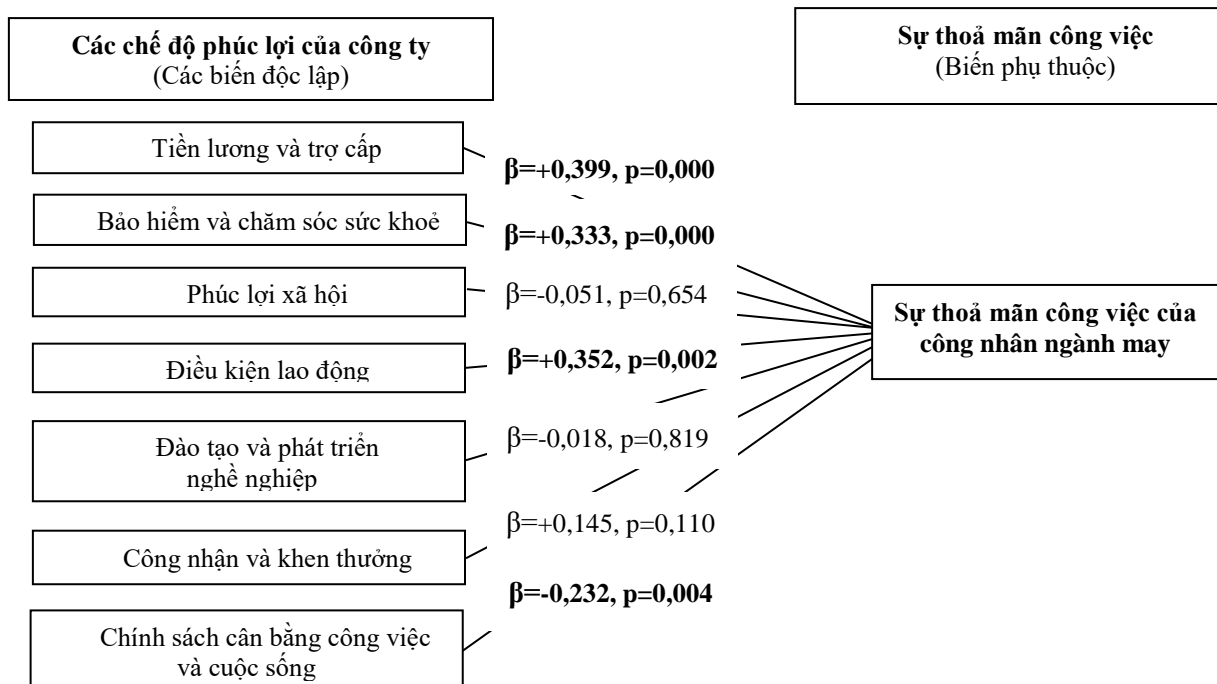 Các chế độ phúc lợi của công ty
(Các biến độc lập)
Sự thoả mãn công việc
(Biến phụ thuộc)
Tiền lương và trợ cấp
β=+0,399, p=0,000
Bảo hiểm và chăm sóc sức khoẻ
β=+0,333, p=0,000
Phúc lợi xã hội
β=-0,051, p=0,654
Sự thoả mãn công việc của
công nhân ngành may
Điều kiện lao động
β=+0,352, p=0,002
Đào tạo và phát triển
nghề nghiệp
β=-0,018, p=0,819
Công nhận và khen thưởng
β=+0,145, p=0,110
Chính sách cân bằng công việc
và cuộc sống
β=-0,232, p=0,004